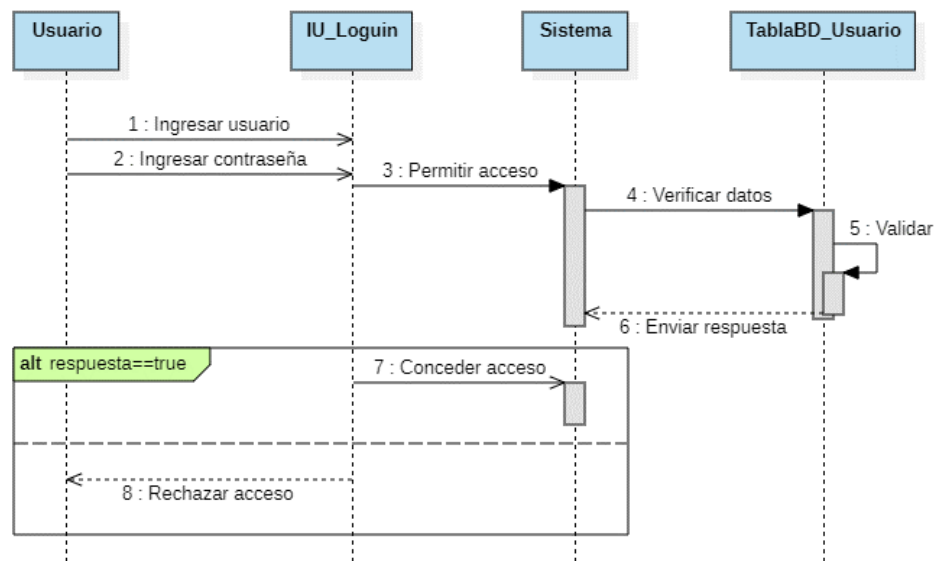 Usuario
IU_Loguin
Sistema
TablaBD_Usuario
1 : Ingresar usuario
2 : Ingresar contraseña
3 : Permitir acceso
4 : Verificar datos
5 : Validar
6 : Enviar respuesta
alt respuesta==true
7 : Conceder acceso
8 : Rechazar acceso